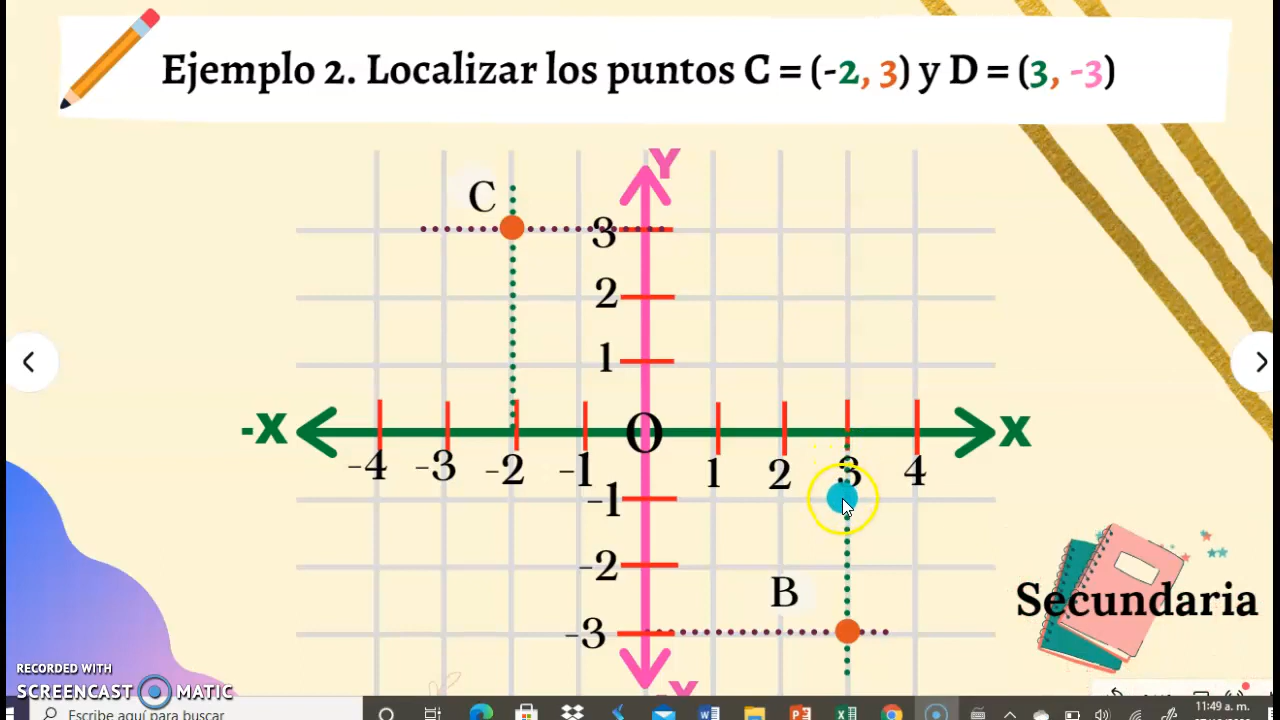 Ejemplo 2. Localizar los puntos C = (-2, 3) y D = (3, -3)
Y
C
3
2
1
-X O X
-4 -3 -2 -1 1 2 3 4
-1
-2
B
Secundaria
-3
RECORDED WITH
SCREENCAST MATIC
Escribe aquí para buscar
11:49 a. m.